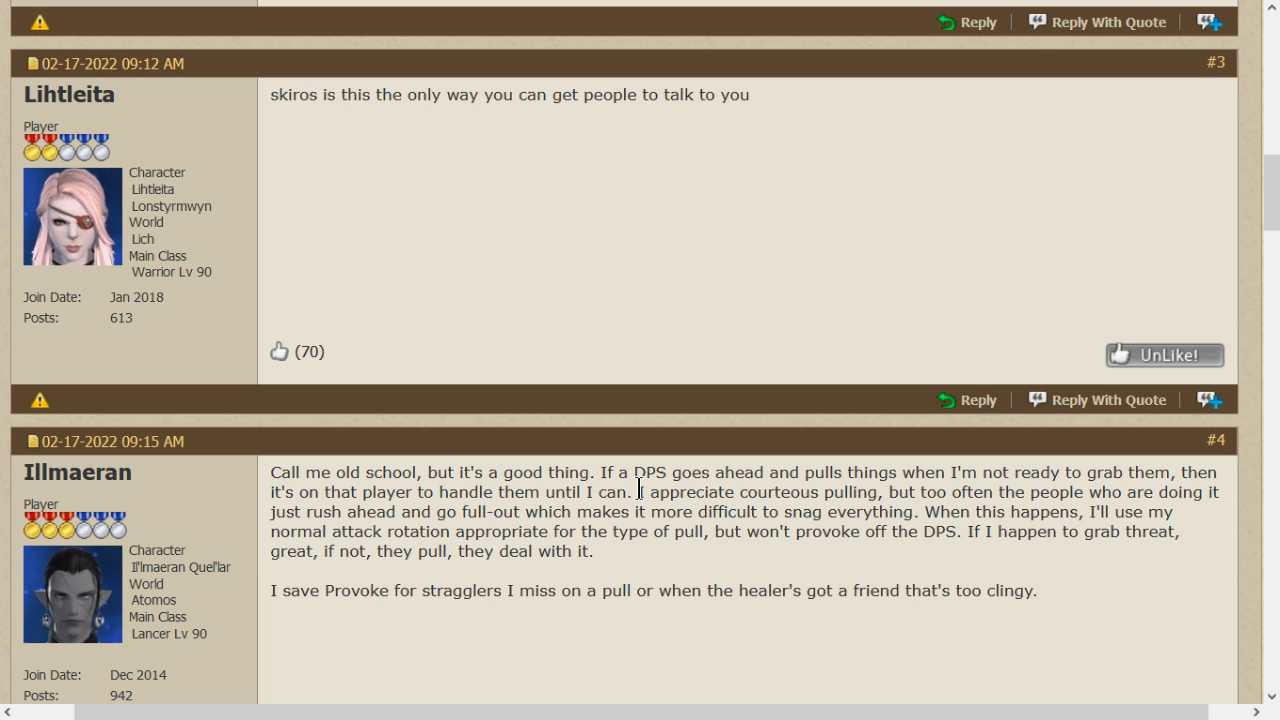 Reply
Reply With Quote
02-17-2022 09:12 AM
#3
Lihtleita
Player
Character
Lihtleita
Lonstyrmwyn
World
Lich
Main Class
Warrior Lv 90
Join Date: Jan 2018
Posts: 613
skiros is this the only way you can get people to talk to you
(70)
UnLike!
Reply
Reply With Quote
02-17-2022 09:15 AM
#4
Illmaeran
Player
Character
Il'lmaeran Quel'lar
World
Atomos
Main Class
Lancer Lv 90
Join Date: Dec 2014
Posts: 942
Call me old school, but it's a good thing. If a DPS goes ahead and pulls things when I'm not ready to grab them, then
it's on that player to handle them until I can. I appreciate courteous pulling, but too often the people who are doing it
just rush ahead and go full-out which makes it more difficult to snag everything. When this happens, I'll use my
normal attack rotation appropriate for the type of pull, but won't provoke off the DPS. If I happen to grab threat,
great, if not, they pull, they deal with it.
I save Provoke for stragglers I miss on a pull or when the healer's got a friend that's too clingy.